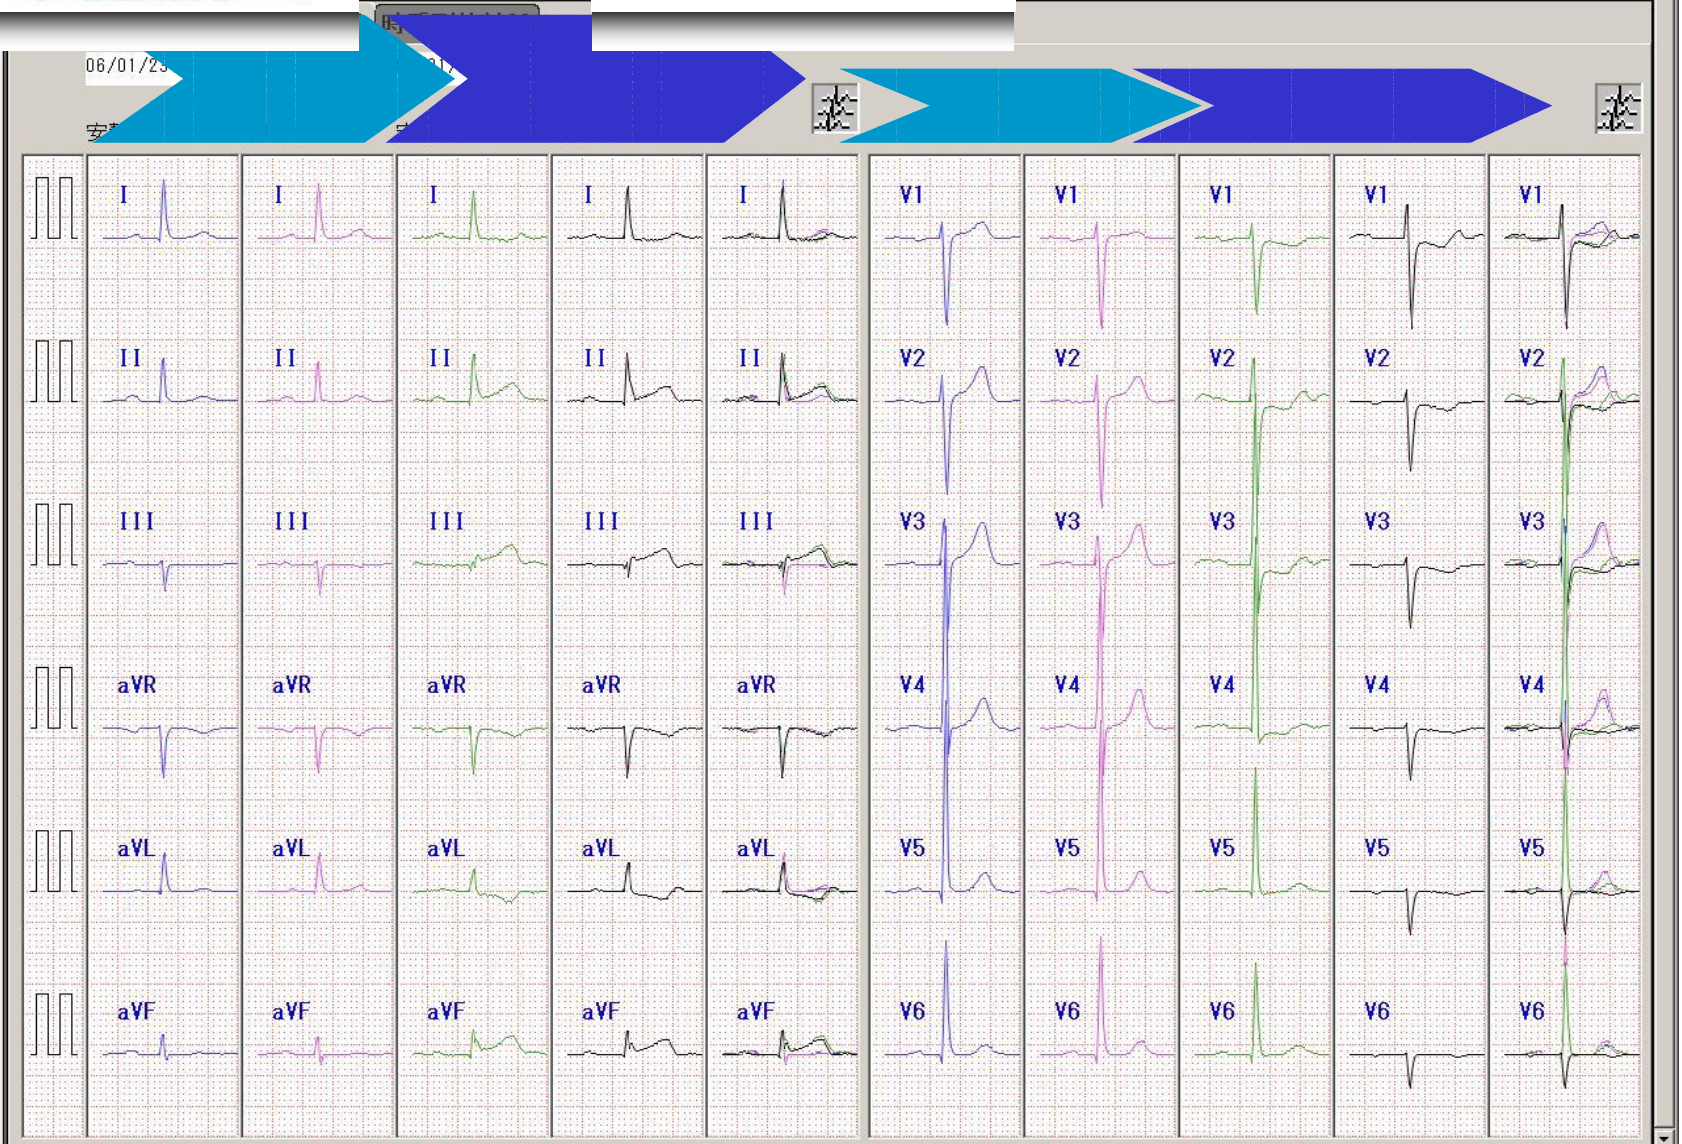 06/01/23
安
I I I I I V1 V1 V1 V1 V1
II II II II II V2 V2 V2 V2 V2
III III III III III V3 V3 V3 V3 V3
aVR aVR aVR aVR aVR V4 V4 V4 V4 V4
aVL aVL aVL aVL aVL V5 V5 V5 V5 V5
aVF aVF aVF aVF aVF V6 V6 V6 V6 V6